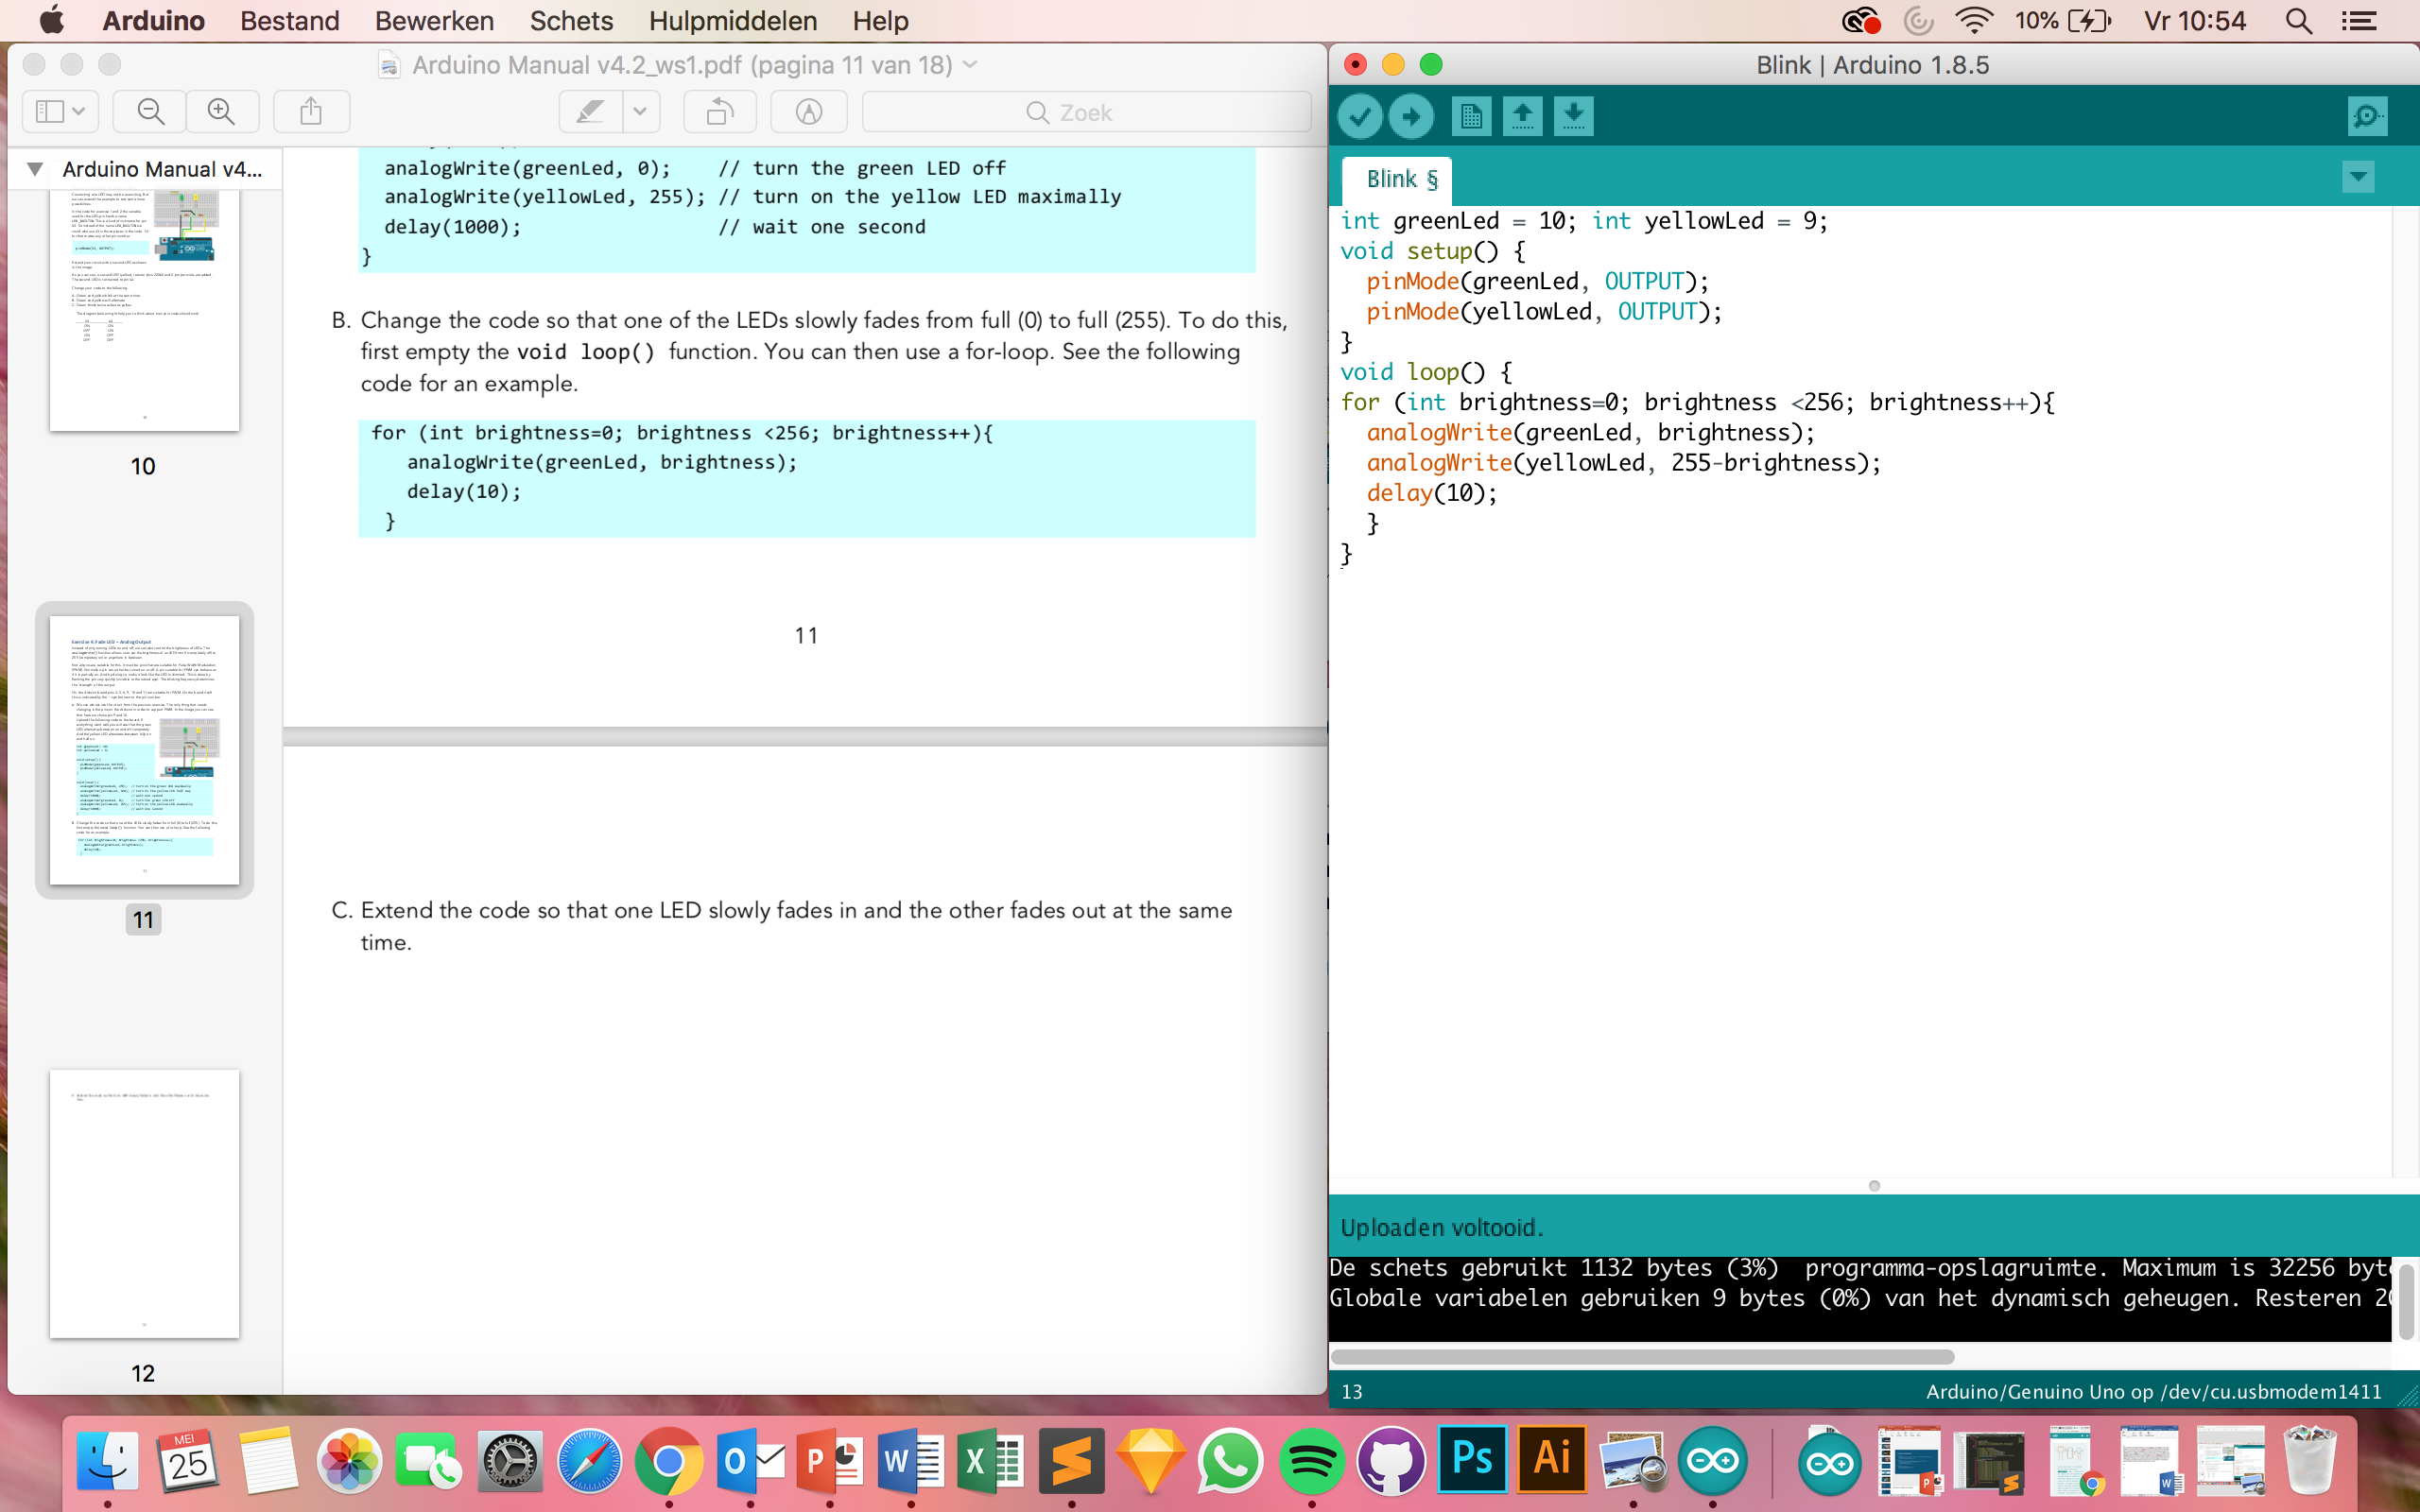 Arduino Bestand Bewerken Schets Hulpmiddelen Help 10% Vr 10:54
Arduino Manual v4.2_ws1.pdf (pagina 11 van 18)
Zoek
Arduino Manual v4...
10
11
12
analogWrite(greenLed, 0); // turn the green LED off
analogWrite(yellowLed, 255); // turn on the yellow LED maximally
delay(1000); // wait one second
}
B. Change the code so that one of the LEDs slowly fades from full (0) to full (255). To do this,
first empty the void loop() function. You can then use a for-loop. See the following
code for an example.
for (int brightness=0; brightness <256; brightness++){
analogWrite(greenLed, brightness);
delay(10);
}
11
C. Extend the code so that one LED slowly fades in and the other fades out at the same
time.
Blink | Arduino 1.8.5
Blink §
int greenLed = 10; int yellowLed = 9;
void setup() {
pinMode(greenLed, OUTPUT);
pinMode(yellowLed, OUTPUT);
}
void loop() {
for (int brightness=0; brightness <256; brightness++){
analogWrite(greenLed, brightness);
analogWrite(yellowLed, 255-brightness);
delay(10);
}
}
Uploaden voltooid.
De schets gebruikt 1132 bytes (3%) programma-opslagruimte. Maximum is 32256
Globale variabelen gebruiken 9 bytes (0%) van het dynamisch geheugen. Resteren
13 Arduino/Genuino Uno op /dev/cu.usbmodem1411
MEI
25
Ps
Ai